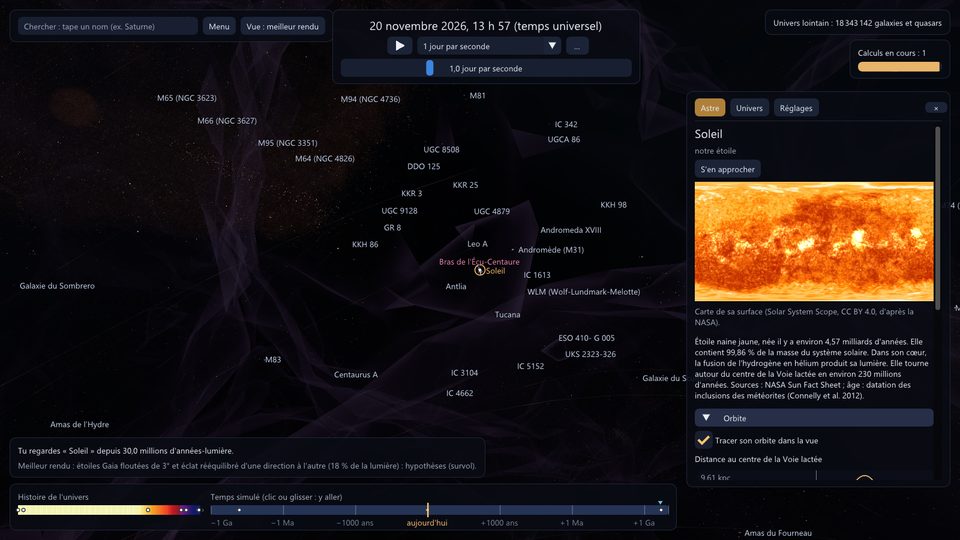 Chercher : tape un nom (ex. Saturne)
Menu
Vue : meilleur rendu
20 novembre 2026, 13 h 57 (temps universel)
1 jour par seconde
...
1,0 jour par seconde
Univers lointain : 18 343 142 galaxies et quasars
Calculs en cours : 1
M65 (NGC 3623)
M94 (NGC 4736)
M81
M66 (NGC 3627)
IC 342
UGCA 86
M95 (NGC 3351)
UGC 8508
M64 (NGC 4826)
DDO 125
KKR 25
KKR 3
KKH 98
UGC 9128
UGC 4879
GR 8
Andromeda XVIII
KKH 86
Leo A
Andromède (M31)
Bras de l'Écu-Centaure
Soleil
IC 1613
Galaxie du Sombrero
Antlia
WLM (Wolf-Lundmark-Melotte)
Tucana
ESO 410- G 005
UKS 2323-326
M83
IC 5152
Centaurus A
IC 3104
Galaxie du S
IC 4662
Amas de l'Hydre
Amas du Fourneau
Astre
Univers
Réglages
×
Soleil
notre étoile
S'en approcher
Carte de sa surface (Solar System Scope, CC BY 4.0, d'après la
NASA).
Étoile naine jaune, née il y a environ 4,57 milliards d'années. Elle
contient 99,86 % de la masse du système solaire. Dans son cœur,
la fusion de l'hydrogène en hélium produit sa lumière. Elle tourne
autour du centre de la Voie lactée en environ 230 millions
d'années. Sources : NASA Sun Fact Sheet ; âge : datation des
inclusions des météorites (Connelly et al. 2012).
Orbite
Tracer son orbite dans la vue
Distance au centre de la Voie lactée
9,61 kpc
Tu regardes « Soleil » depuis 30,0 millions d'années-lumière.
Meilleur rendu : étoiles Gaia floutées de 3° et éclat rééquilibré d'une direction à l'autre (18 % de la lumière) : hypothèses (survol).
Histoire de l'univers
Temps simulé (clic ou glisser : y aller)
−1 Ga
−1 Ma
−1000 ans
aujourd'hui
+1000 ans
+1 Ma
+1 Ga